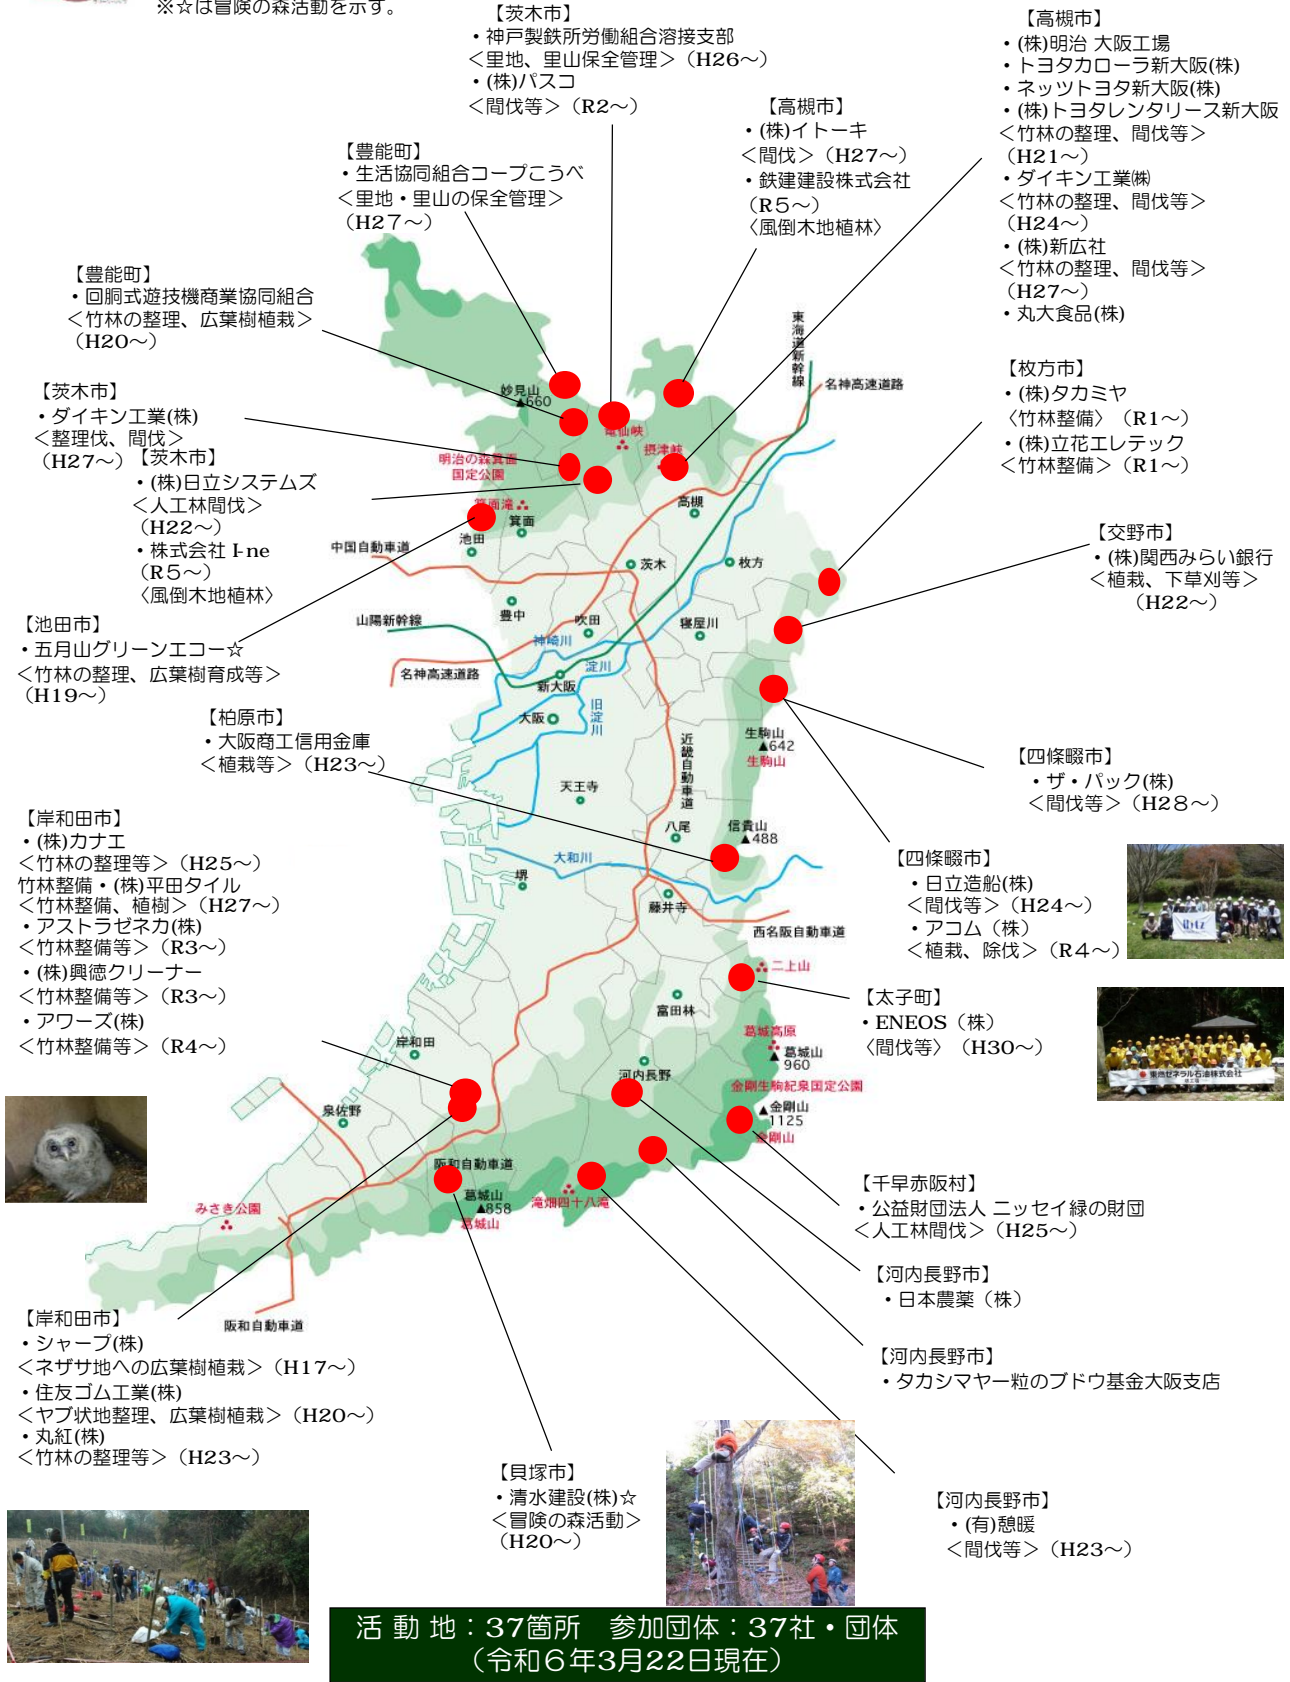 ※☆は冒険の森活動を示す。
【茨木市】
・神戸製鉄所労働組合溶接支部
＜里地、里山保全管理＞（H26～）
・(株)パスコ
＜間伐等＞（R2～）
【高槻市】
・(株)明治 大阪工場
・トヨタカローラ新大阪(株)
・ネッツトヨタ新大阪(株)
・(株)トヨタレンタリース新大阪
＜竹林の整理、間伐等＞
（H21～）
・ダイキン工業㈱
＜竹林の整理、間伐等＞
（H24～）
・(株)新広社
＜竹林の整理、間伐等＞
（H27～）
・丸大食品(株)
【高槻市】
・(株)イトーキ
＜間伐＞（H27～）
・鉄建建設株式会社
（R５～）
〈風倒木地植林〉
【豊能町】
・生活協同組合コープこうべ
＜里地・里山の保全管理＞
（H2７～）
【豊能町】
・回胴式遊技機商業協同組合
＜竹林の整理、広葉樹植栽＞
（H20～）
【茨木市】
・ダイキン工業(株)
＜整理伐、間伐＞
（H27～）
【茨木市】
・(株)日立システムズ
＜人工林間伐＞
（H22～）
・株式会社 I-ne
（R５～）
〈風倒木地植林〉
【池田市】
・五月山グリーンエコー☆
＜竹林の整理、広葉樹育成等＞
（H19～）
【枚方市】
・(株)タカミヤ
〈竹林整備〉（R1～）
・(株)立花エレテック
＜竹林整備＞（R1～）
【交野市】
・(株)関西みらい銀行
＜植栽、下草刈等＞
（H22～）
【柏原市】
・大阪商工信用金庫
＜植栽等＞（H23～）
【四條畷市】
・ザ・パック(株)
＜間伐等＞（H2８～）
【四條畷市】
・日立造船(株)
＜間伐等＞（H24～）
・アコム（株）
＜植栽、除伐＞（R４～）
【岸和田市】
・(株)カナエ
＜竹林の整理等＞（H25～）
竹林整備・(株)平田タイル
＜竹林整備、植樹＞（H27～）
・アストラゼネカ(株)
＜竹林整備等＞（R3～）
・(株)興徳クリーナー
＜竹林整備等＞（R3～）
・アワーズ(株)
＜竹林整備等＞（R4～）
【太子町】
・ENEOS（株）
〈間伐等〉（H30～）
【千早赤阪村】
・公益財団法人 ニッセイ緑の財団
＜人工林間伐＞（H25～）
【河内長野市】
・日本農薬（株）
【河内長野市】
・タカシマヤ一粒のブドウ基金大阪支店
【岸和田市】
・シャープ(株)
＜ネザサ地への広葉樹植栽＞（H17～）
・住友ゴム工業(株)
＜ヤブ状地整理、広葉樹植栽＞（H20～）
・丸紅(株)
＜竹林の整理等＞（H23～）
【貝塚市】
・清水建設(株)☆
＜冒険の森活動＞
（H20～）
【河内長野市】
・(有)憩暖
＜間伐等＞（H23～）
東海道新幹線
名神高速道路
妙見山
▲660
竜仙峡
摂津峡
明治の森箕面
国定公園
高槻
箕面滝
箕面
池田
中国自動車道
茨木
枚方
豊中
山陽新幹線
吹田
寝屋川
神崎川
淀川
名神高速道路
新大阪
旧淀川
大阪
近畿自動車道
生駒山
▲642
生駒山
天王寺
八尾
信貴山
▲488
大和川
堺
藤井寺
西名阪自動車道
二上山
富田林
葛城高原
岸和田
葛城山
▲960
河内長野
金剛生駒紀泉国定公園
金剛山
▲1125
金剛山
泉佐野
阪和自動車道
葛城山
▲858
葛城山
滝畑四十八滝
みさき公園
阪和自動車道
Hitz
東燃ゼネラル石油株式会社
活 動 地：37箇所　参加団体：37社・団体
（令和６年3月22日現在）